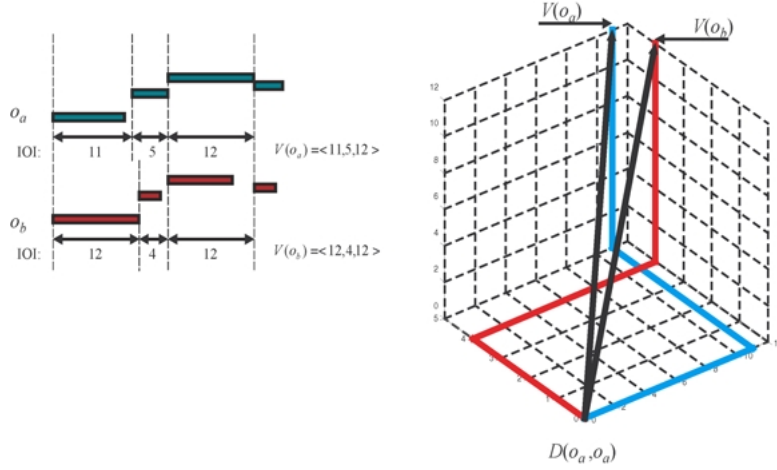 o_a
IOI: 11 5 12 V(o_a) =<11,5,12 >
o_b
IOI: 12 4 12 V(o_b) =<12,4,12 >
V(o_a)
V(o_b)
12
10
8
6
4
2
0
5
4
2
1
0 0
2
4
6
8
10
D(o_a,o_a)